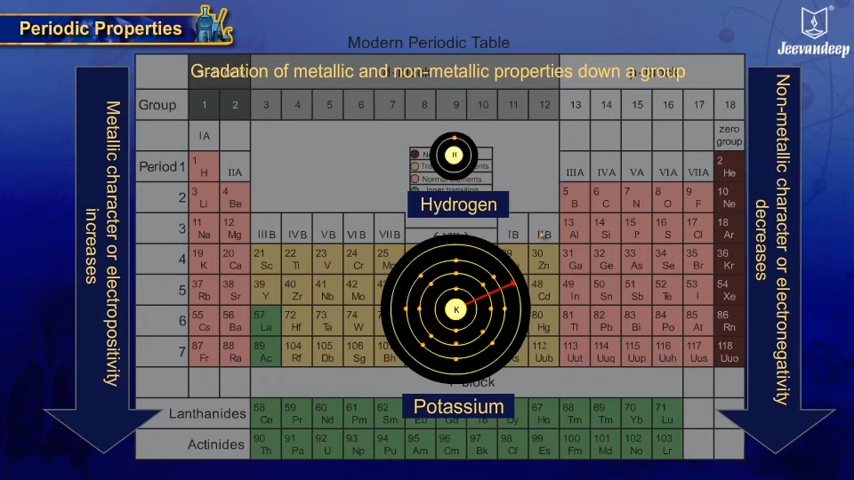 Periodic Properties
Jeevandeep
Modern Periodic Table
Gradation of metallic and non-metallic properties down a group
Group 1 2 3 4 5 6 7 8 9 10 11 12 13 14 15 16 17 18
IA zero group
Period 1 1 H IIA H IIIA IVA VA VIA VIIA 2 He
2 3 Li 4 Be Hydrogen 5 B 6 C 7 N 8 O 9 F 10 Ne
3 11 Na 12 Mg IIIB IVB VB VIB VIIB IB 13 Al 14 Si 15 P 16 S 17 Cl 18 Ar
4 19 K 20 Ca 21 Sc 22 Ti 23 V 24 Cr 25 30 Zn 31 Ga 32 Ge 33 As 34 Se 35 Br 36 Kr
5 37 Rb 38 Sr 39 Y 40 Zr 41 Nb 42 K 48 Cd 49 In 50 Sn 51 Sb 52 Te 53 I 54 Xe
6 55 Cs 56 Ba 57 La 72 Hf 73 Ta 74 W 80 Hg 81 Tl 82 Pb 83 Bi 84 Po 85 At 86 Rn
7 87 Fr 88 Ra 89 Ac 104 Rf 105 Db 106 Sg 107 Bh 112 Uub 113 Uut 114 Uuq 115 Uup 116 Uuh 117 Uus 118 Uuo
block
Potassium
Lanthanides 58 Ce 59 Pr 60 Nd 61 Pm 62 Sm 67 Ho 68 Tm 69 Tm 70 Yb 71 Lu
Actinides 90 Th 91 Pa 92 U 93 Np 94 Pu 95 Am 96 Cm 97 Bk 98 Cf 99 Es 100 Fm 101 Md 102 No 103 Lr
Metallic character or electropositivity
increases
Non-metallic character or electronegativity
decreases